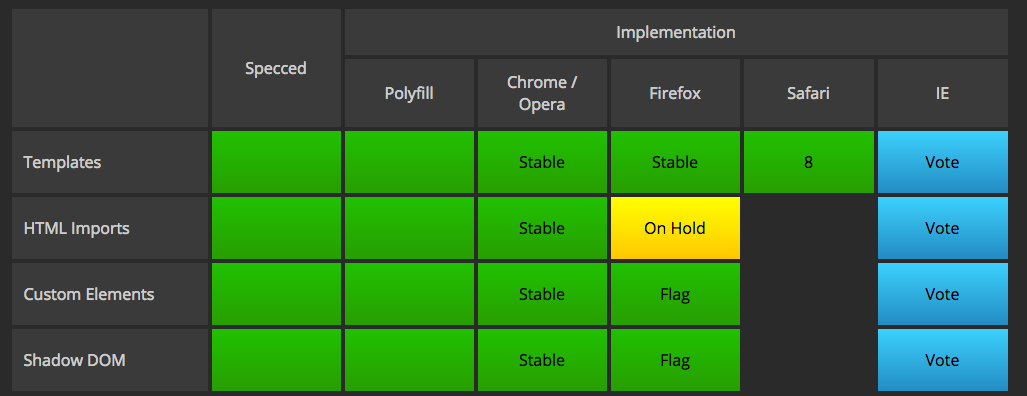 Implementation
Specced
Polyfill
Chrome /
Opera
Firefox
Safari
IE
Templates
Stable
Stable
8
Vote
HTML Imports
Stable
On Hold
Vote
Custom Elements
Stable
Flag
Vote
Shadow DOM
Stable
Flag
Vote